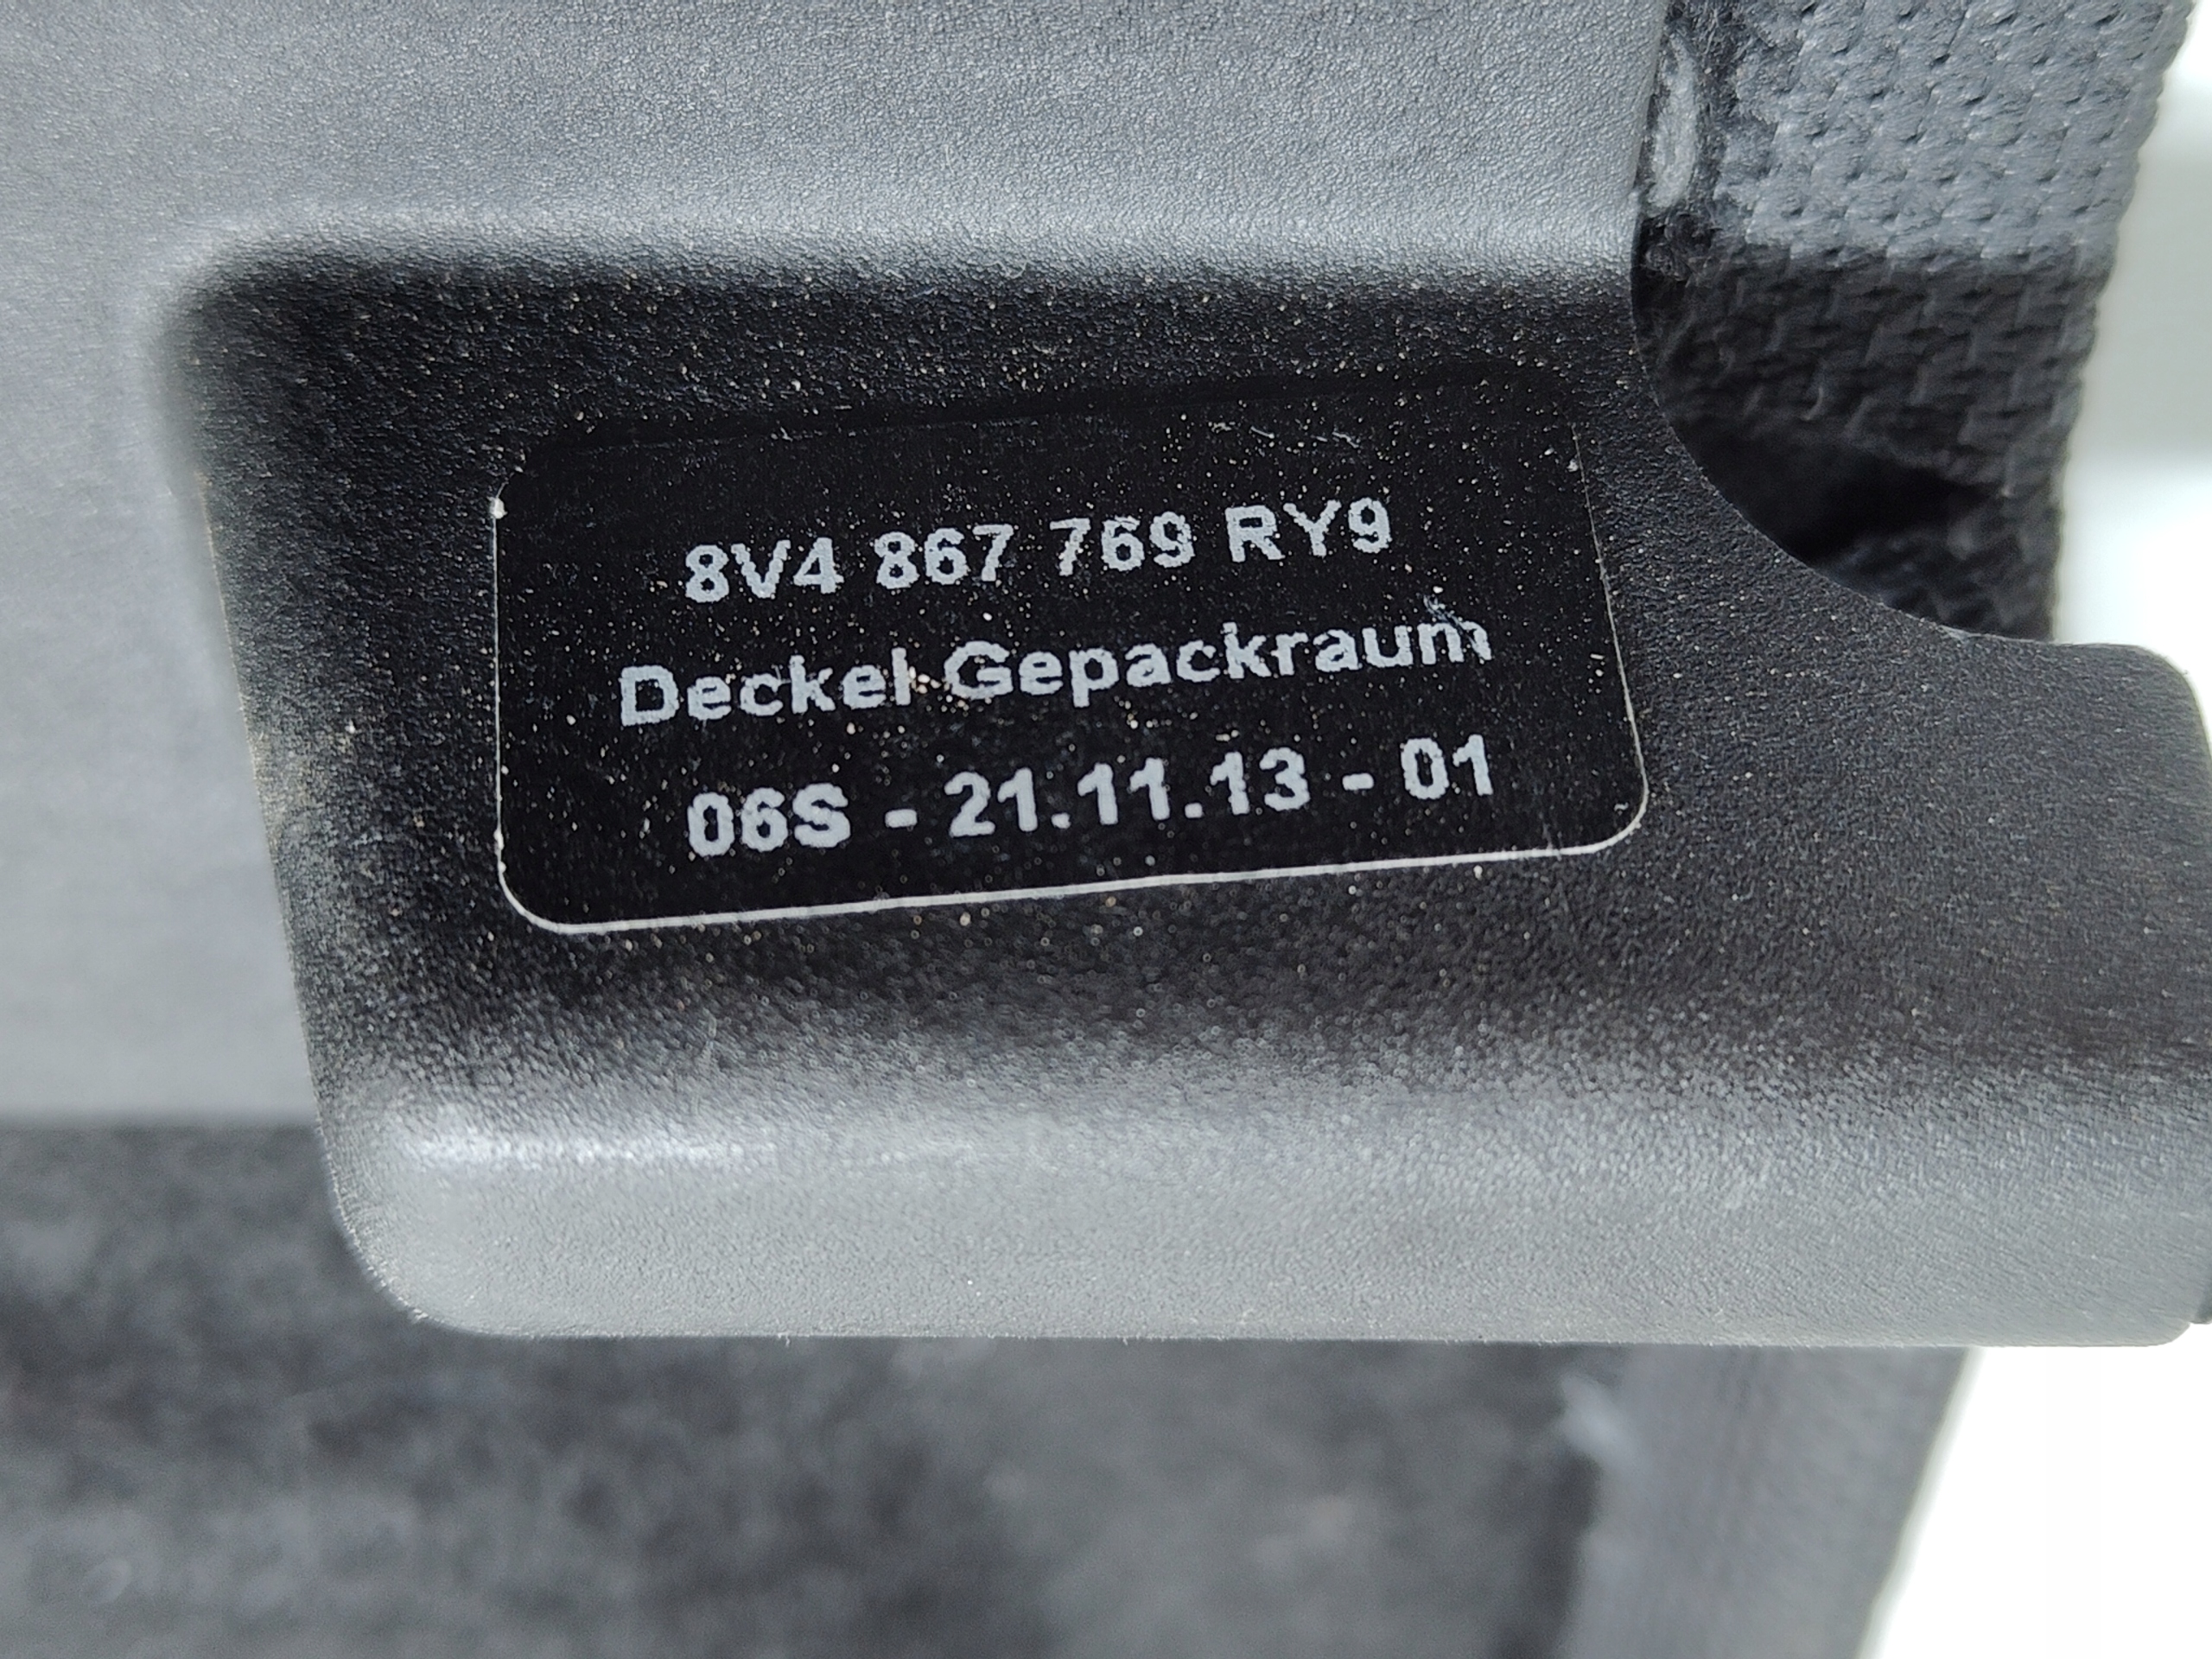 8V4 867 769 RY9
Deckel Gepackraum
06S - 21.11.13 - 01